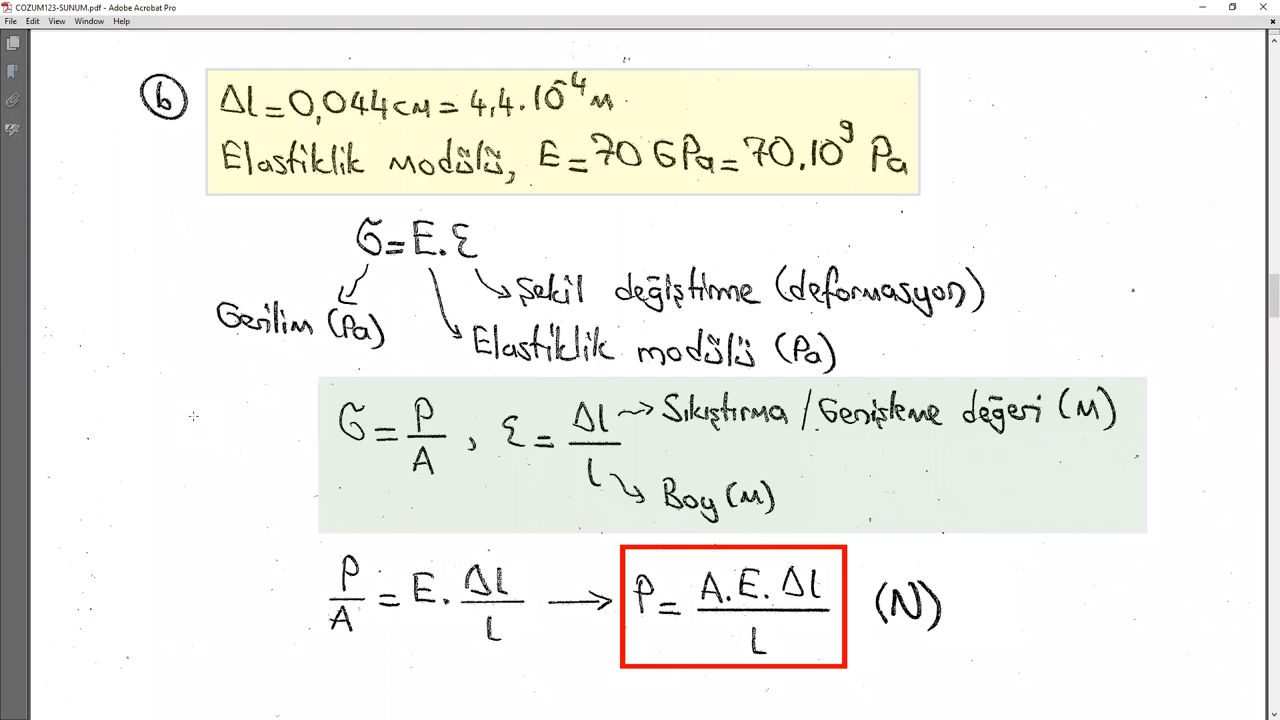 COZUM123-SUNUM.pdf - Adobe Acrobat Pro
File Edit View Window Help
6
Δl = 0,044 cm = 4,4.10⁻⁴ m
Elastiklik modülü, E = 70 GPa = 70.10⁹ Pa
σ = E.ε
Şekil değiştirme (deformasyon)
Gerilim (Pa)
Elastiklik modülü (Pa)
σ = P/A, ε = Δl/L → Sıkıştırma / Genişleme değeri (m)
Boy (m)
P/A = E. Δl/L → P = A.E.Δl/L (N)